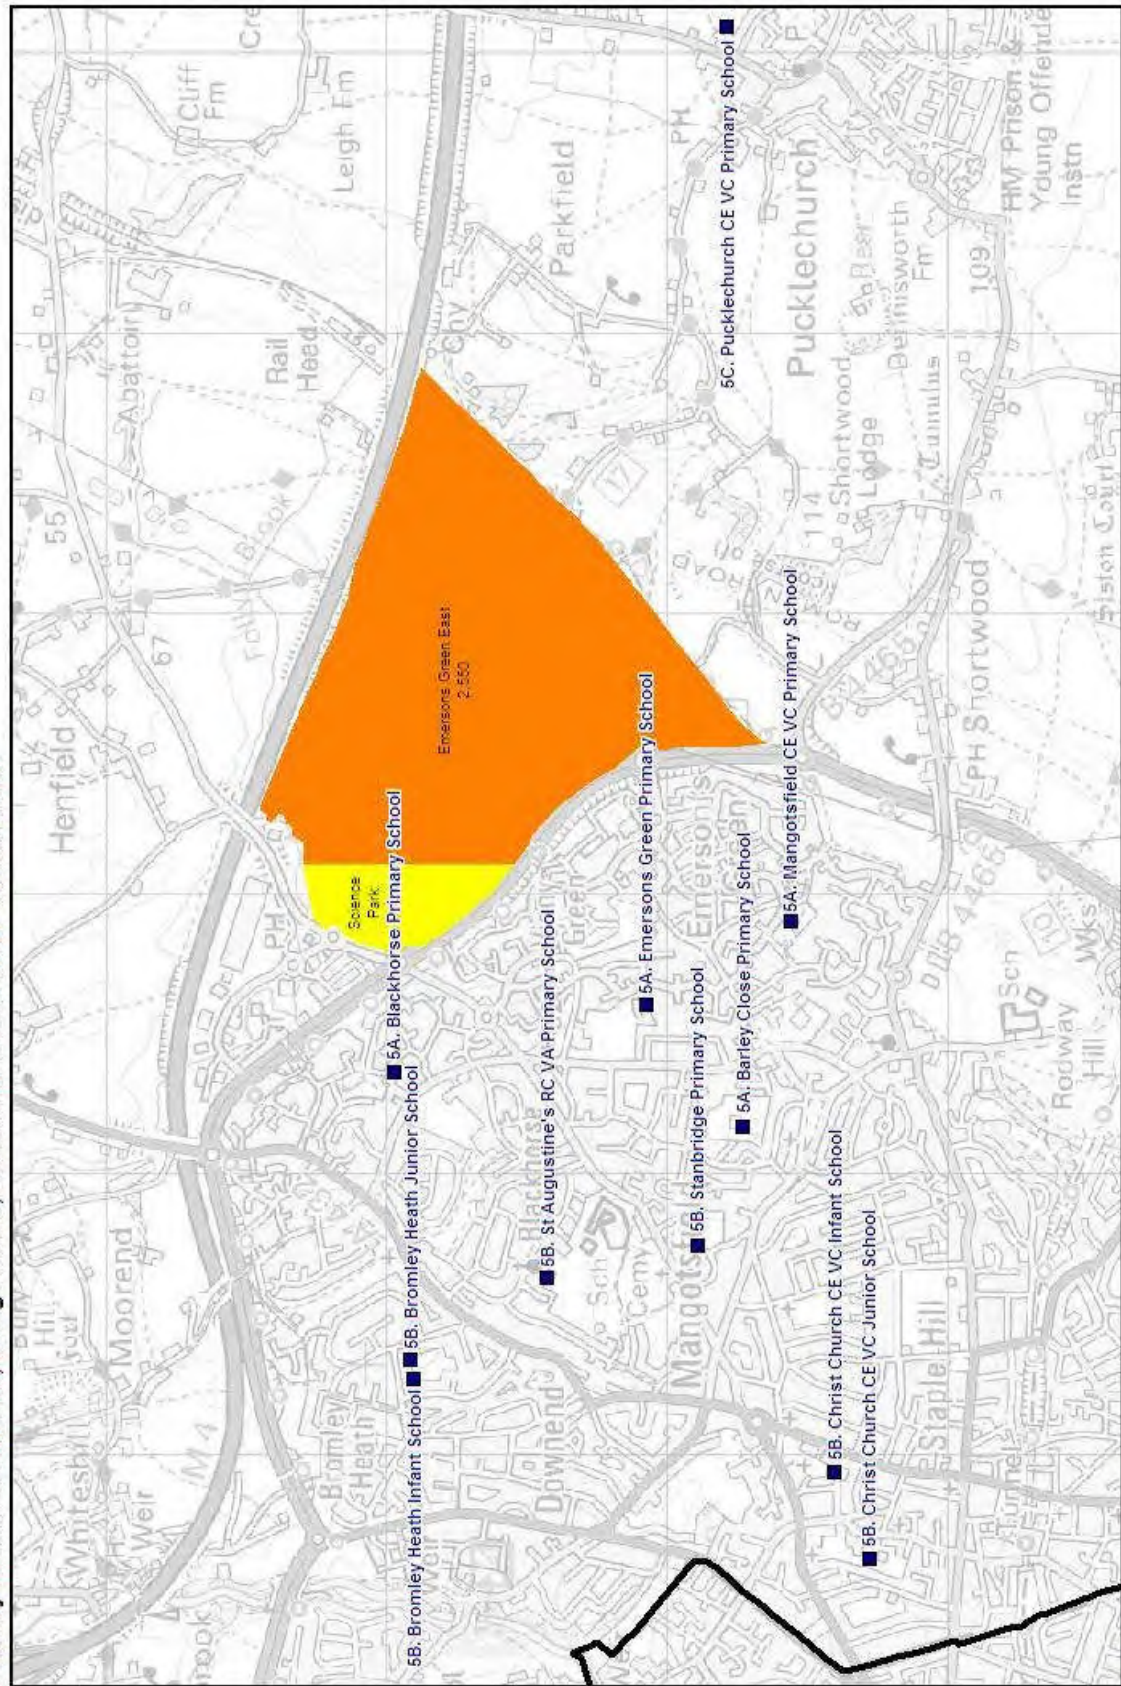 Henfield
55
67
Abattoir
Cliff
Fm
Leigh Fm
Rail
Head
Folly Brook
Chy
Parkfield
PH
Moorend
Bromley
Heath
PH
Science
Park
Emersons Green East
2,550
5A. Blackhorse Primary School
5B. Bromley Heath Junior School
5B. Bromley Heath Infant School
5B. St Augustine's RC VA Primary School
5A. Emersons Green Primary School
5B. Stanbridge Primary School
5A. Barley Close Primary School
5A. Mangotsfield CE VC Primary School
5C. Pucklechurch CE VC Primary School
5B. Christ Church CE VC Infant School
5B. Christ Church CE VC Junior School
Blackhorse
Green
Emersons
Downend
Cemy
Staple Hill
Sch
Rodway
Hill
17
114
Shortwood
Lodge
Tumulus
Pucklechurch
Fm
109
HM Prison &
Young Offende
Instn
PH Shortwood
Siston Court